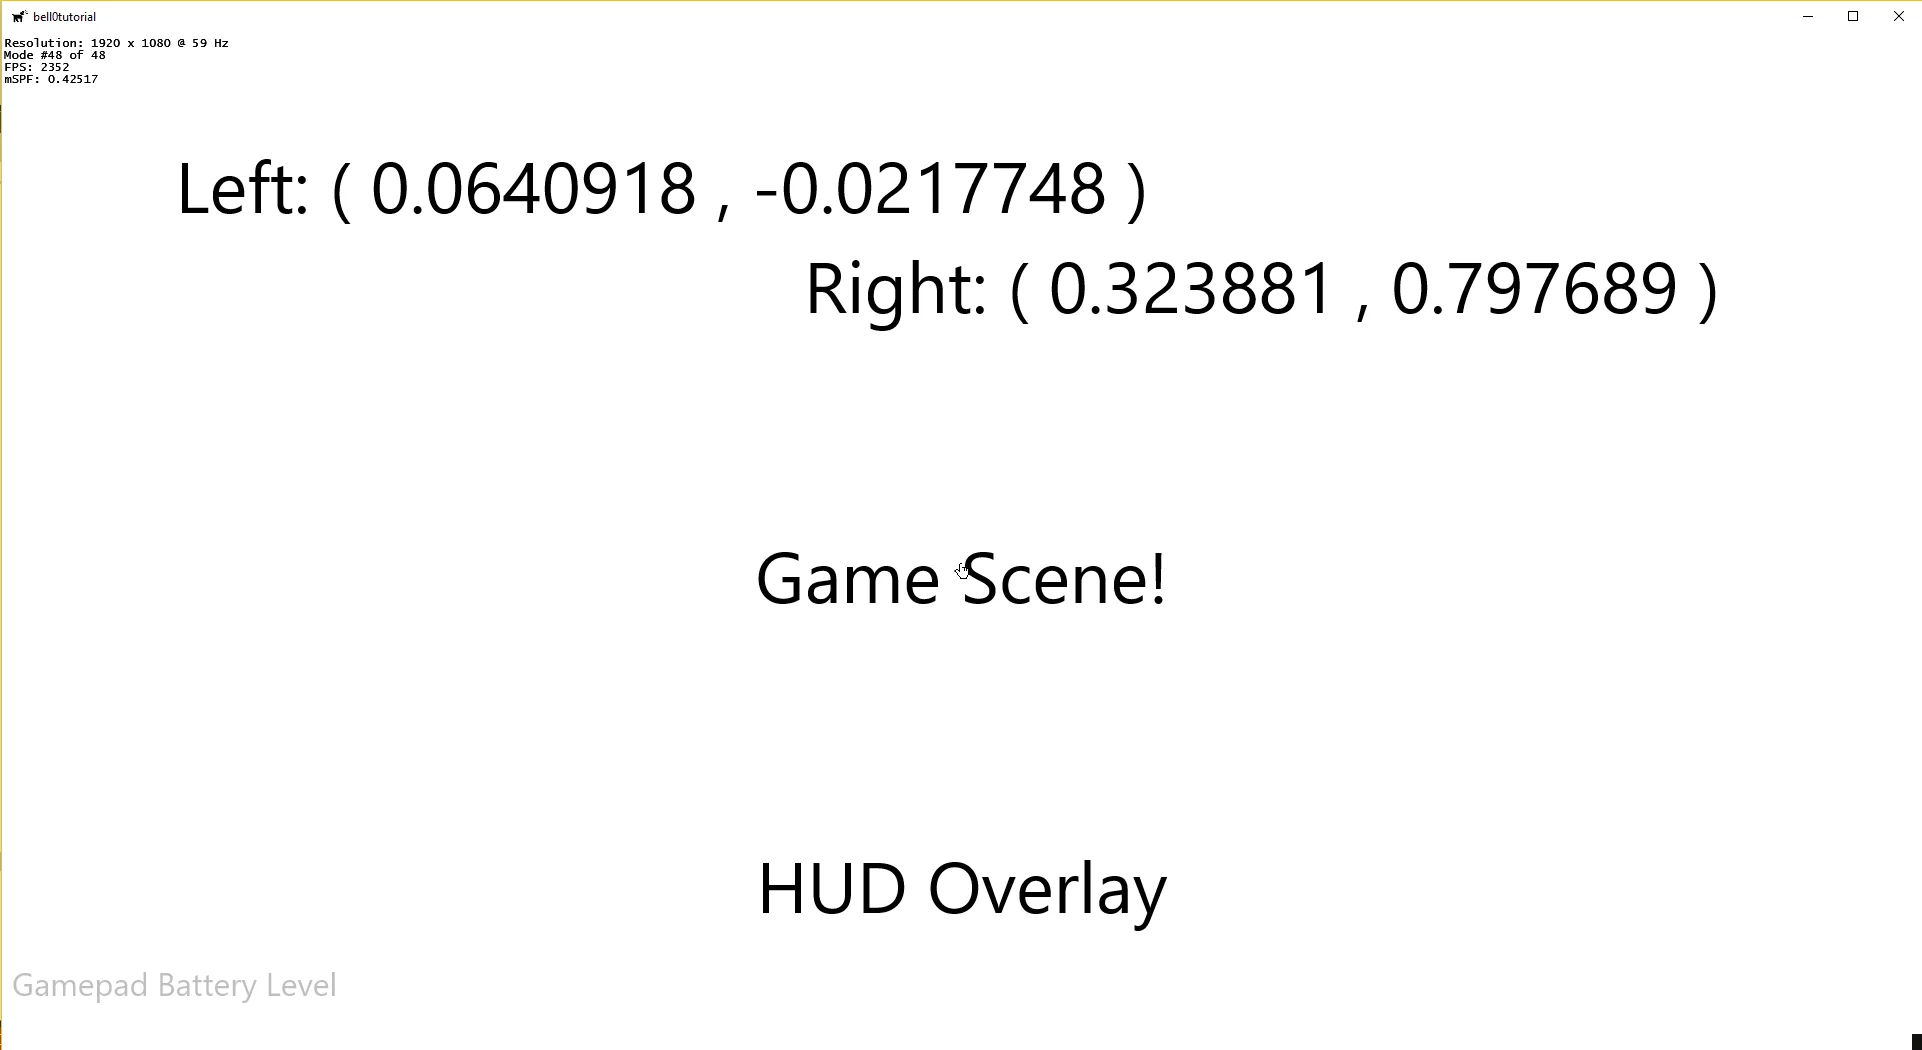 bell0tutorial
Resolution: 1920 x 1080 @ 59 Hz
Mode #48 of 48
FPS: 2352
mSPF: 0.42517
Left: ( 0.0640918 , -0.0217748 )
Right: ( 0.323881 , 0.797689 )
Game Scene!
HUD Overlay
Gamepad Battery Level